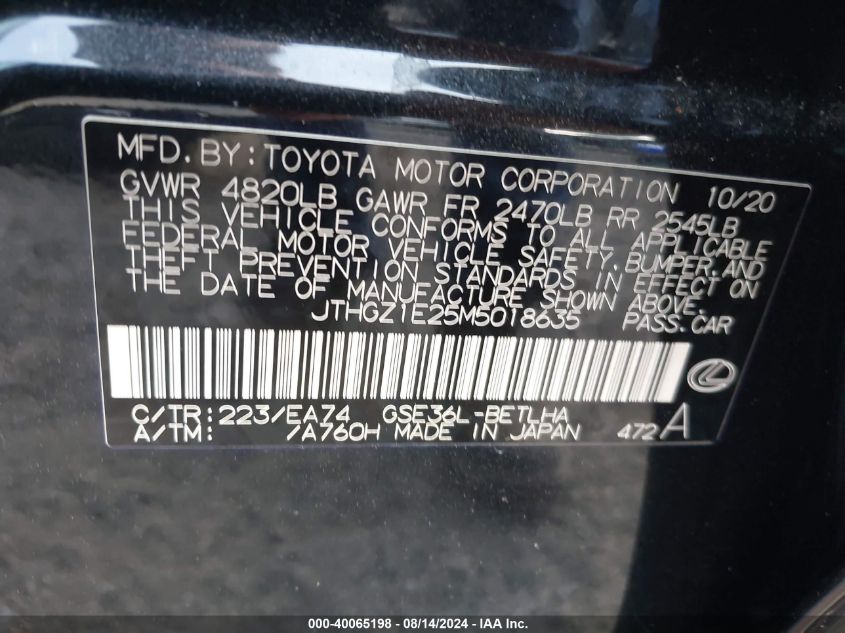 MFD. BY: TOYOTA MOTOR CORPORATION 10/20
GVWR 4820LB GAWR FR 2470LB RR 2545LB
THIS VEHICLE CONFORMS TO ALL APPLICABLE
FEDERAL MOTOR VEHICLE SAFETY, BUMPER, AND
THEFT PREVENTION STANDARDS IN EFFECT ON
THE DATE OF MANUFACTURE SHOWN ABOVE.
JTHGZ1E25M5018635 PASS. CAR
C/TR: 223/EA74 GSE36L-BETLHA
A/TM: /A760H MADE IN JAPAN 472A
000-40065198 - 08/14/2024 - IAA Inc.